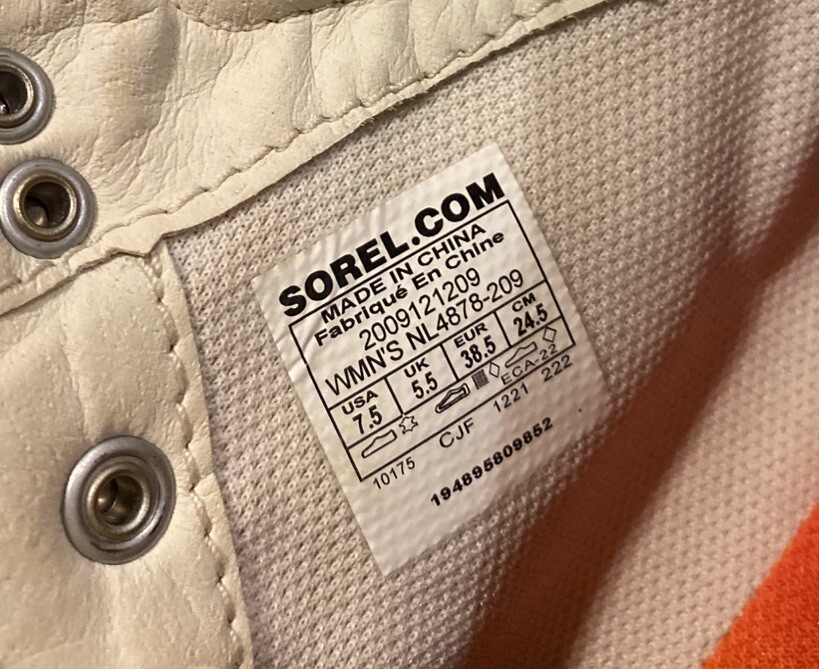 SOREL.COM
MADE IN CHINA
Fabriqué En Chine
2009121209
WMN'S NL4878-209
USA UK EUR CM
7.5 5.5 38.5 24.5
ECA-22
10175 CJF 1221 222
194895809852